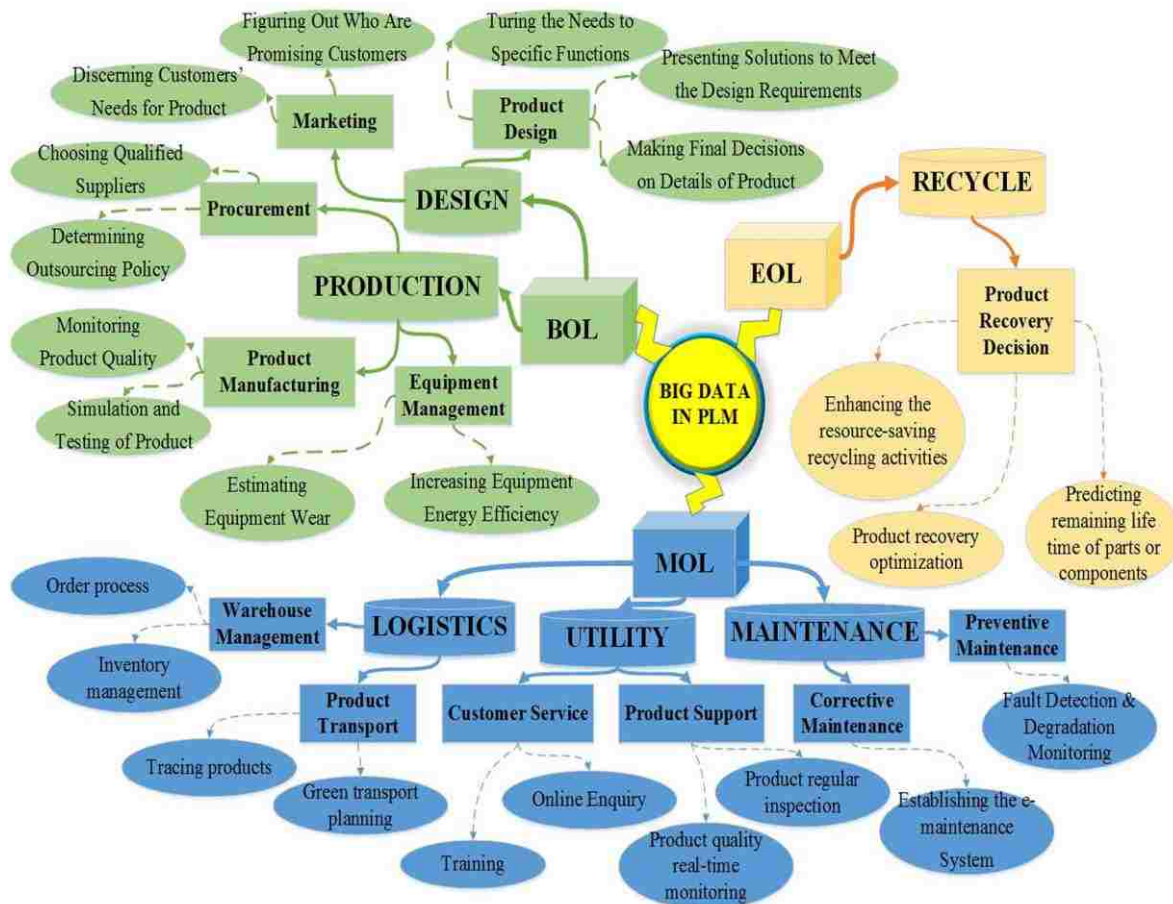 Figuring Out Who Are
Promising Customers
Turing the Needs to
Specific Functions
Presenting Solutions to Meet
the Design Requirements
Discerning Customers'
Needs for Product
Marketing
Product
Design
Making Final Decisions
on Details of Product
RECYCLE
Choosing Qualified
Suppliers
Procurement
DESIGN
Determining
Outsourcing Policy
PRODUCTION
BOL
EOL
Product
Recovery
Decision
Monitoring
Product Quality
Product
Manufacturing
Equipment
Management
BIG DATA
IN PLM
Simulation and
Testing of Product
Enhancing the
resource-saving
recycling activities
Estimating
Equipment Wear
Increasing Equipment
Energy Efficiency
Product recovery
optimization
Predicting
remaining life
time of parts or
components
MOL
Order process
Warehouse
Management
LOGISTICS
UTILITY
MAINTENANCE
Preventive
Maintenance
Inventory
management
Product
Transport
Customer Service
Product Support
Corrective
Maintenance
Fault Detection &
Degradation
Monitoring
Tracing products
Green transport
planning
Online Enquiry
Product regular
inspection
Training
Product quality
real-time
monitoring
Establishing the e-
maintenance
System